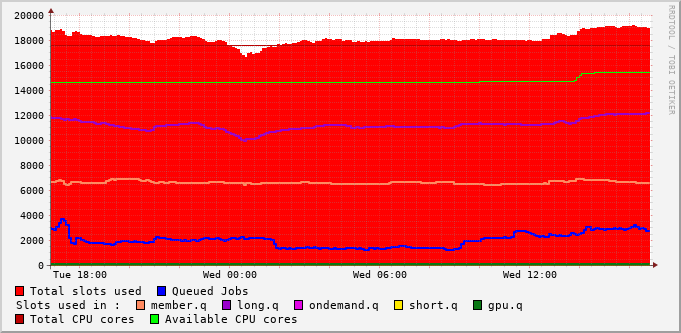 20000
18000
16000
14000
12000
10000
8000
6000
4000
2000
0
Tue 18:00 Wed 00:00 Wed 06:00 Wed 12:00
Total slots used Queued Jobs
Slots used in : member.q long.q ondemand.q short.q gpu.q
Total CPU cores Available CPU cores
RRDTOOL / TOBI OETIKER